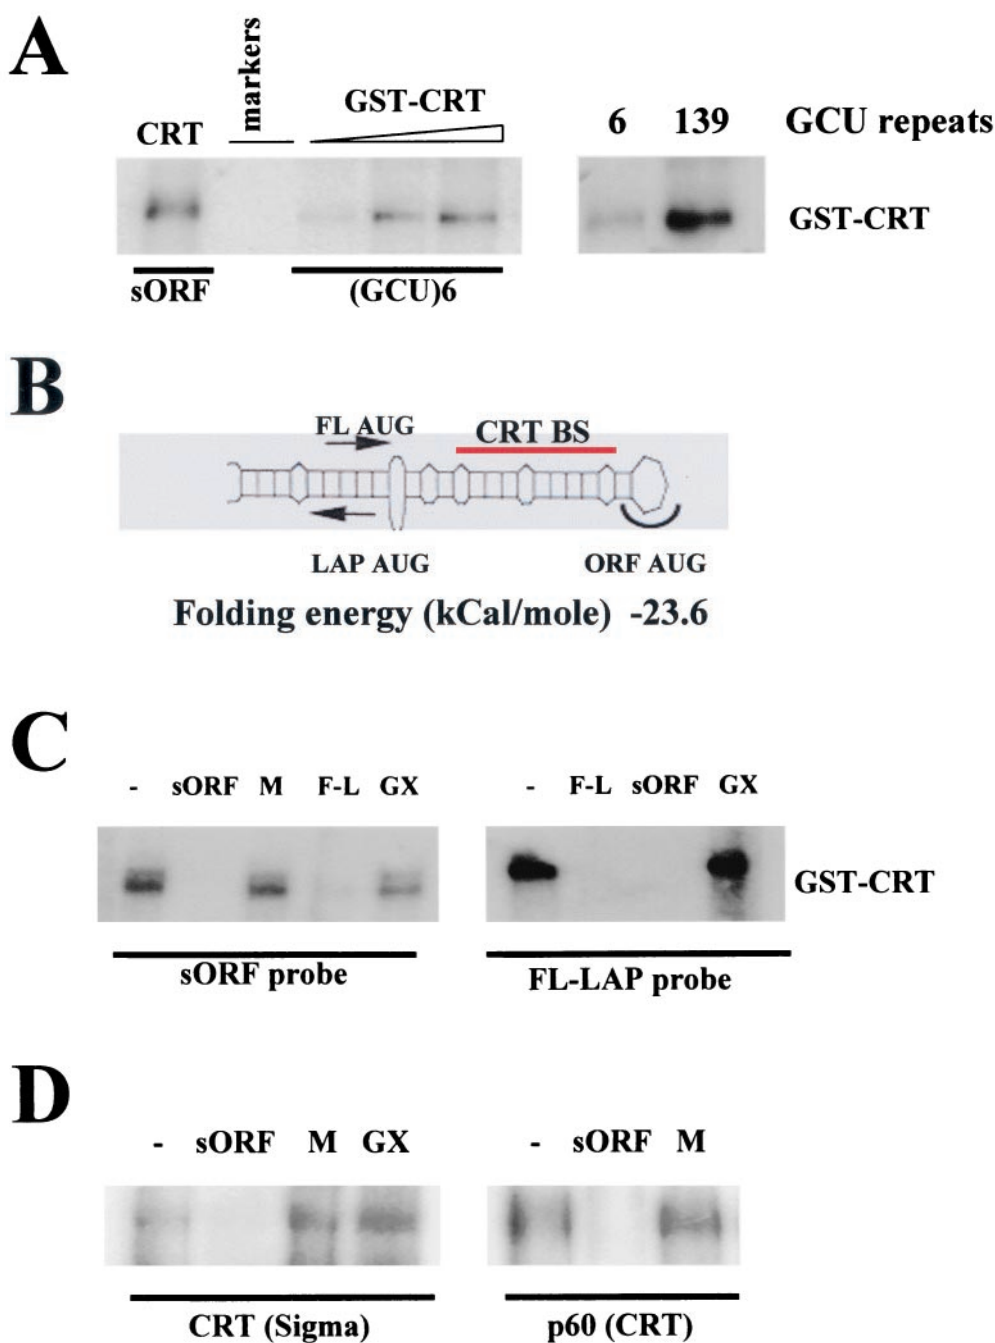 A
markers
CRT
GST-CRT
6 139 GCU repeats
GST-CRT
sORF
(GCU)6
B
FL AUG
CRT BS
LAP AUG
ORF AUG
Folding energy (kCal/mole) -23.6
C
- sORF M F-L GX
- F-L sORF GX
GST-CRT
sORF probe
FL-LAP probe
D
- sORF M GX
- sORF M
CRT (Sigma)
p60 (CRT)